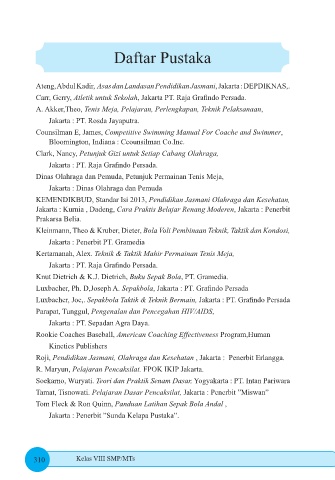 Daftar Pustaka
Ateng, Abdul Kadir, Asas dan Landasan Pendidikan Jasmani, Jakarta : DEPDIKNAS,.
Carr, Gerry, Atletik untuk Sekolah, Jakarta PT. Raja Grafindo Persada.
A. Akker,Theo, Tenis Meja, Pelajaran, Perlengkapan, Teknik Pelaksanaan,
Jakarta : PT. Rosda Jayaputra.
Counsilman E, James, Competitive Swimming Manual For Coache and Swimmer,
Bloomington, Indiana : Ccounsilman Co.Inc.
Clark, Nancy, Petunjuk Gizi untuk Setiap Cabang Olahraga,
Jakarta : PT. Raja Grafindo Persada.
Dinas Olahraga dan Pemuda, Petunjuk Permainan Tenis Meja,
Jakarta : Dinas Olahraga dan Pemuda
KEMENDIKBUD, Standar Isi 2013, Pendidikan Jasmani Olahraga dan Kesehatan,
Jakarta : Kurnia , Dadeng, Cara Praktis Belajar Renang Moderen, Jakarta : Penerbit
Prakarsa Belia.
Kleinmann, Theo & Kruber, Dieter, Bola Voli Pembinaan Teknik, Taktik dan Kondosi,
Jakarta : Penerbit PT. Gramedia
Kertamanah, Alex. Teknik & Taktik Mahir Permainan Tenis Meja,
Jakarta : PT. Raja Grafindo Persada.
Knut Dietrich & K.J. Dietrich, Buku Sepak Bola, PT. Gramedia.
Luxbacher, Ph. D,Joseph A. Sepakbola, Jakarta : PT. Grafindo Persada
Luxbacher, Joc,. Sepakbola Taktik & Teknik Bermain, Jakarta : PT. Grafindo Persada
Parapat, Tunggul, Pengenalan dan Pencegahan HIV/AIDS,
Jakarta : PT. Sepadan Agra Daya.
Rookie Coaches Baseball, American Coaching Effectiveness Program,Human
Kinetics Publishers
Roji, Pendidikan Jasmani, Olahraga dan Kesehatan , Jakarta : Penerbit Erlangga.
R. Maryun, Pelajaran Pencaksilat. FPOK IKIP Jakarta.
Soekarno, Wuryati. Teori dan Praktik Senam Dasar, Yogyakarta : PT. Intan Pariwara
Tamat, Tisnowati. Pelajaran Dasar Pencaksilat, Jakarta : Penerbit "Miswan"
Tom Fleck & Ron Quinn, Panduan Latihan Sepak Bola Andal ,
Jakarta : Penerbit "Sunda Kelapa Pustaka".
310 Kelas VIII SMP/MTs